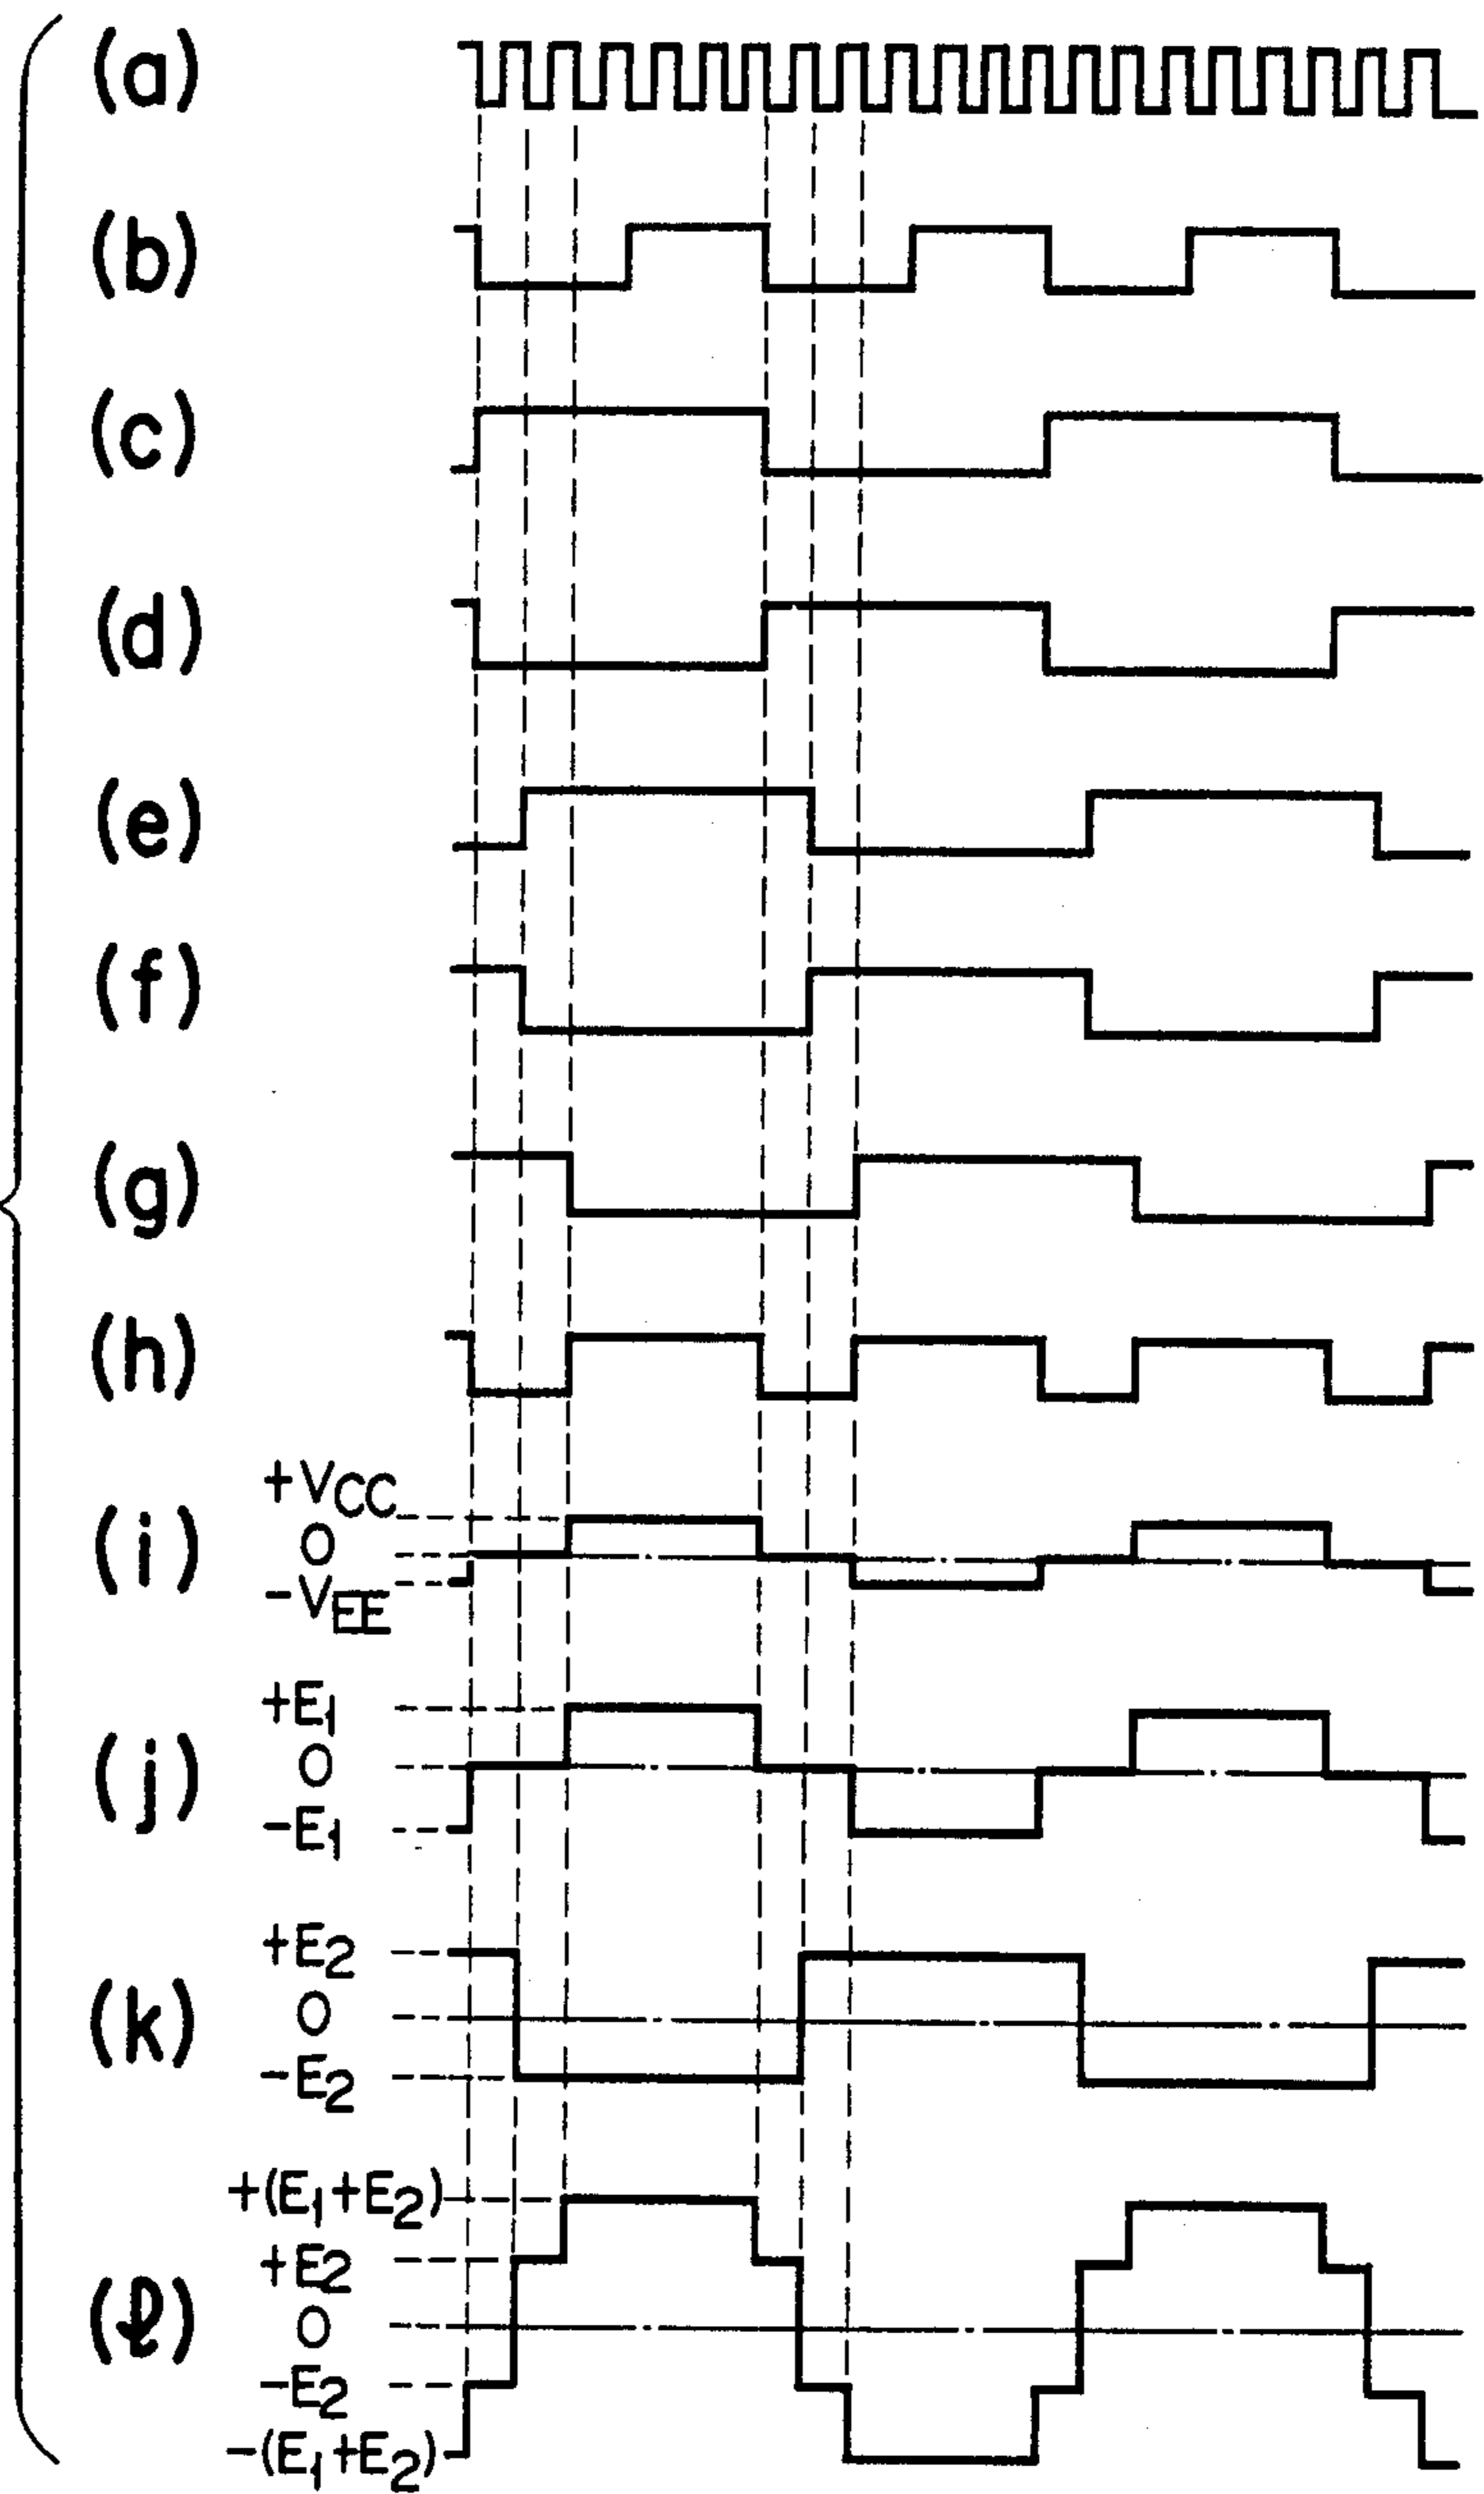 (a)
(b)
(c)
(d)
(e)
(f)
(g)
(h)
+VCC
(i) 0
-VEE
+E1
(j) 0
-E1
+E2
(k) 0
-E2
+(E1+E2)
+E2
(ℓ) 0
-E2
-(E1+E2)